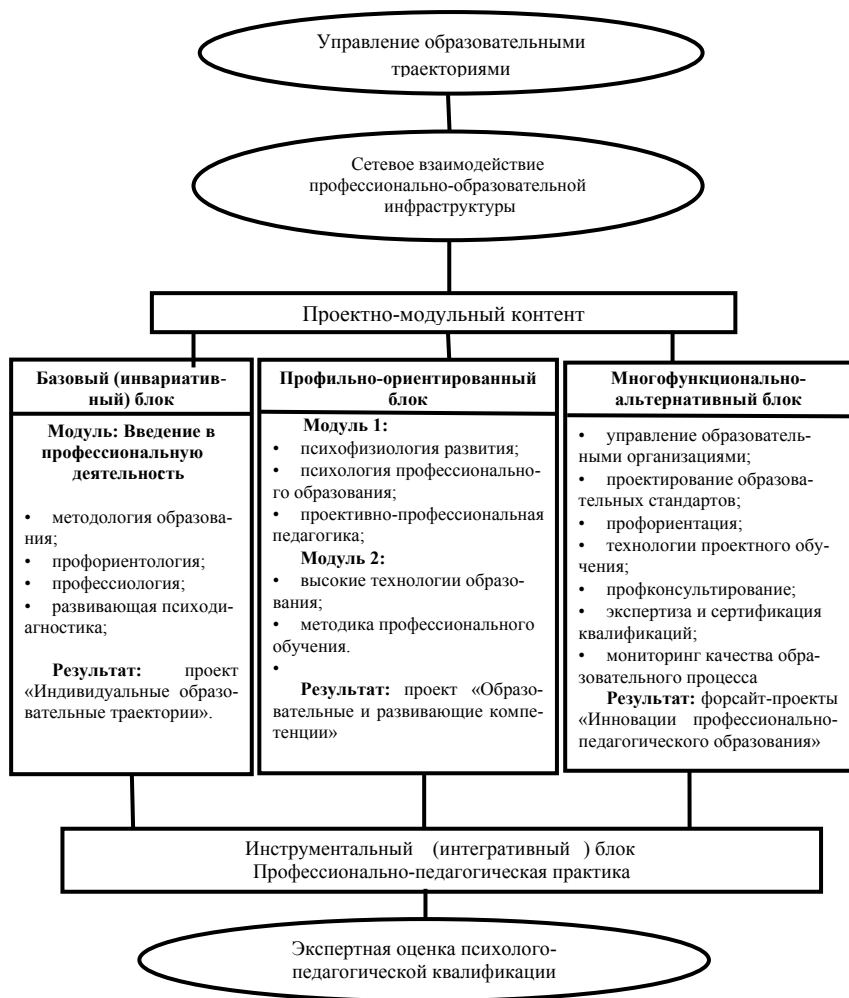 Управление образовательными
траекториями
Сетевое взаимодействие
профессионально-образовательной
инфраструктуры
Проектно-модульный контент
Базовый (инвариатив-
ный) блок
Модуль: Введение в
профессиональную
деятельность
• методология образова-
ния;
• профориентология;
• профессиология;
• развивающая психоди-
агностика;
Результат: проект
«Индивидуальные образо-
вательные траектории».
Профильно-ориентированный
блок
Модуль 1:
• психофизиология развития;
• психология профессионально-
го образования;
• проективно-профессиональная
педагогика;
Модуль 2:
• высокие технологии образо-
вания;
• методика профессионального
обучения.
•
Результат: проект «Образо-
вательные и развивающие компе-
тенции»
Многофункционально-
альтернативный блок
• управление образователь-
ными организациями;
• проектирование образова-
тельных стандартов;
• профориентация;
• технологии проектного обу-
чения;
• профконсультирование;
• экспертиза и сертификация
квалификаций;
• мониторинг качества обра-
зовательного процесса
Результат: форсайт-проекты
«Инновации профессионально-
педагогического образования»
Инструментальный (интегративный ) блок
Профессионально-педагогическая практика
Экспертная оценка психолого-
педагогической квалификации